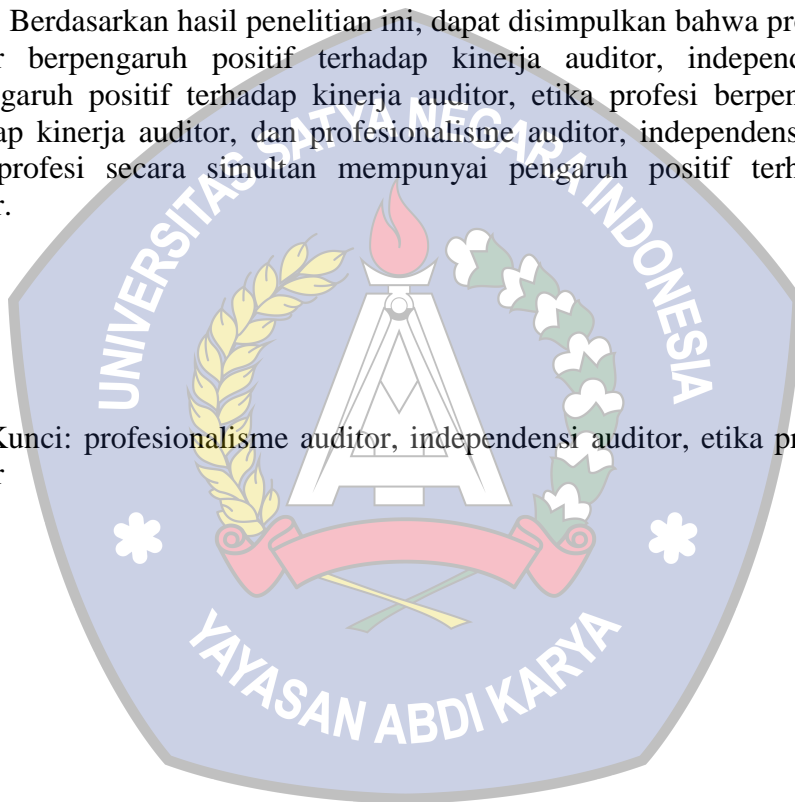 Berdasarkan hasil penelitian ini, dapat disimpulkan bahwa pro
r berpengaruh positif terhadap kinerja auditor, independ
ngaruh positif terhadap kinerja auditor, etika profesi berpen
ap kinerja auditor, dan profesionalisme auditor, independens
profesi secara simultan mempunyai pengaruh positif terh
r.
UNIVERSITAS SATYA NEGARA INDONESIA
Kunci: profesionalisme auditor, independensi auditor, etika pr
r
YAYASAN ABDI KARYA